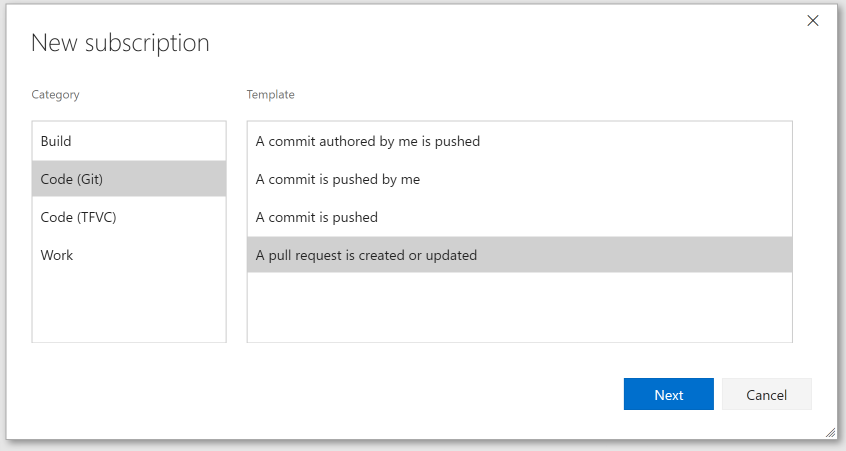 New subscription
Category
Template
Build
A commit authored by me is pushed
Code (Git)
A commit is pushed by me
Code (TFVC)
A commit is pushed
Work
A pull request is created or updated
Next
Cancel